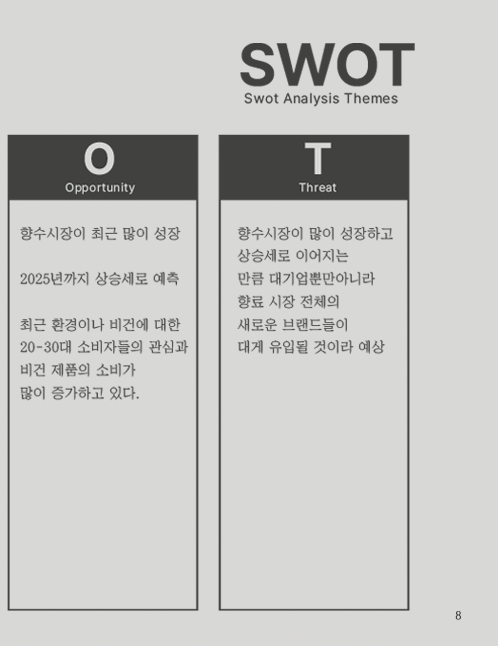 SWOT
Swot Analysis Themes
O
Opportunity
향수시장이 최근 많이 성장
2025년까지 상승세로 예측
최근 환경이나 비건에 대한
20-30대 소비자들의 관심과
비건 제품의 소비가
많이 증가하고 있다.
T
Threat
향수시장이 많이 성장하고
상승세로 이어지는
만큼 대기업뿐만아니라
향료 시장 전체의
새로운 브랜드들이
대게 유입될 것이라 예상
8